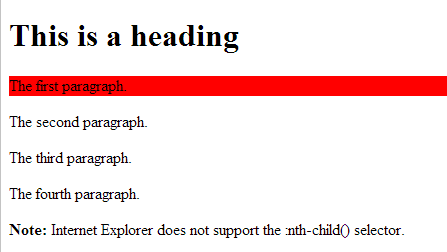 This is a heading
The first paragraph.
The second paragraph.
The third paragraph.
The fourth paragraph.
Note: Internet Explorer does not support the :nth-child() selector.